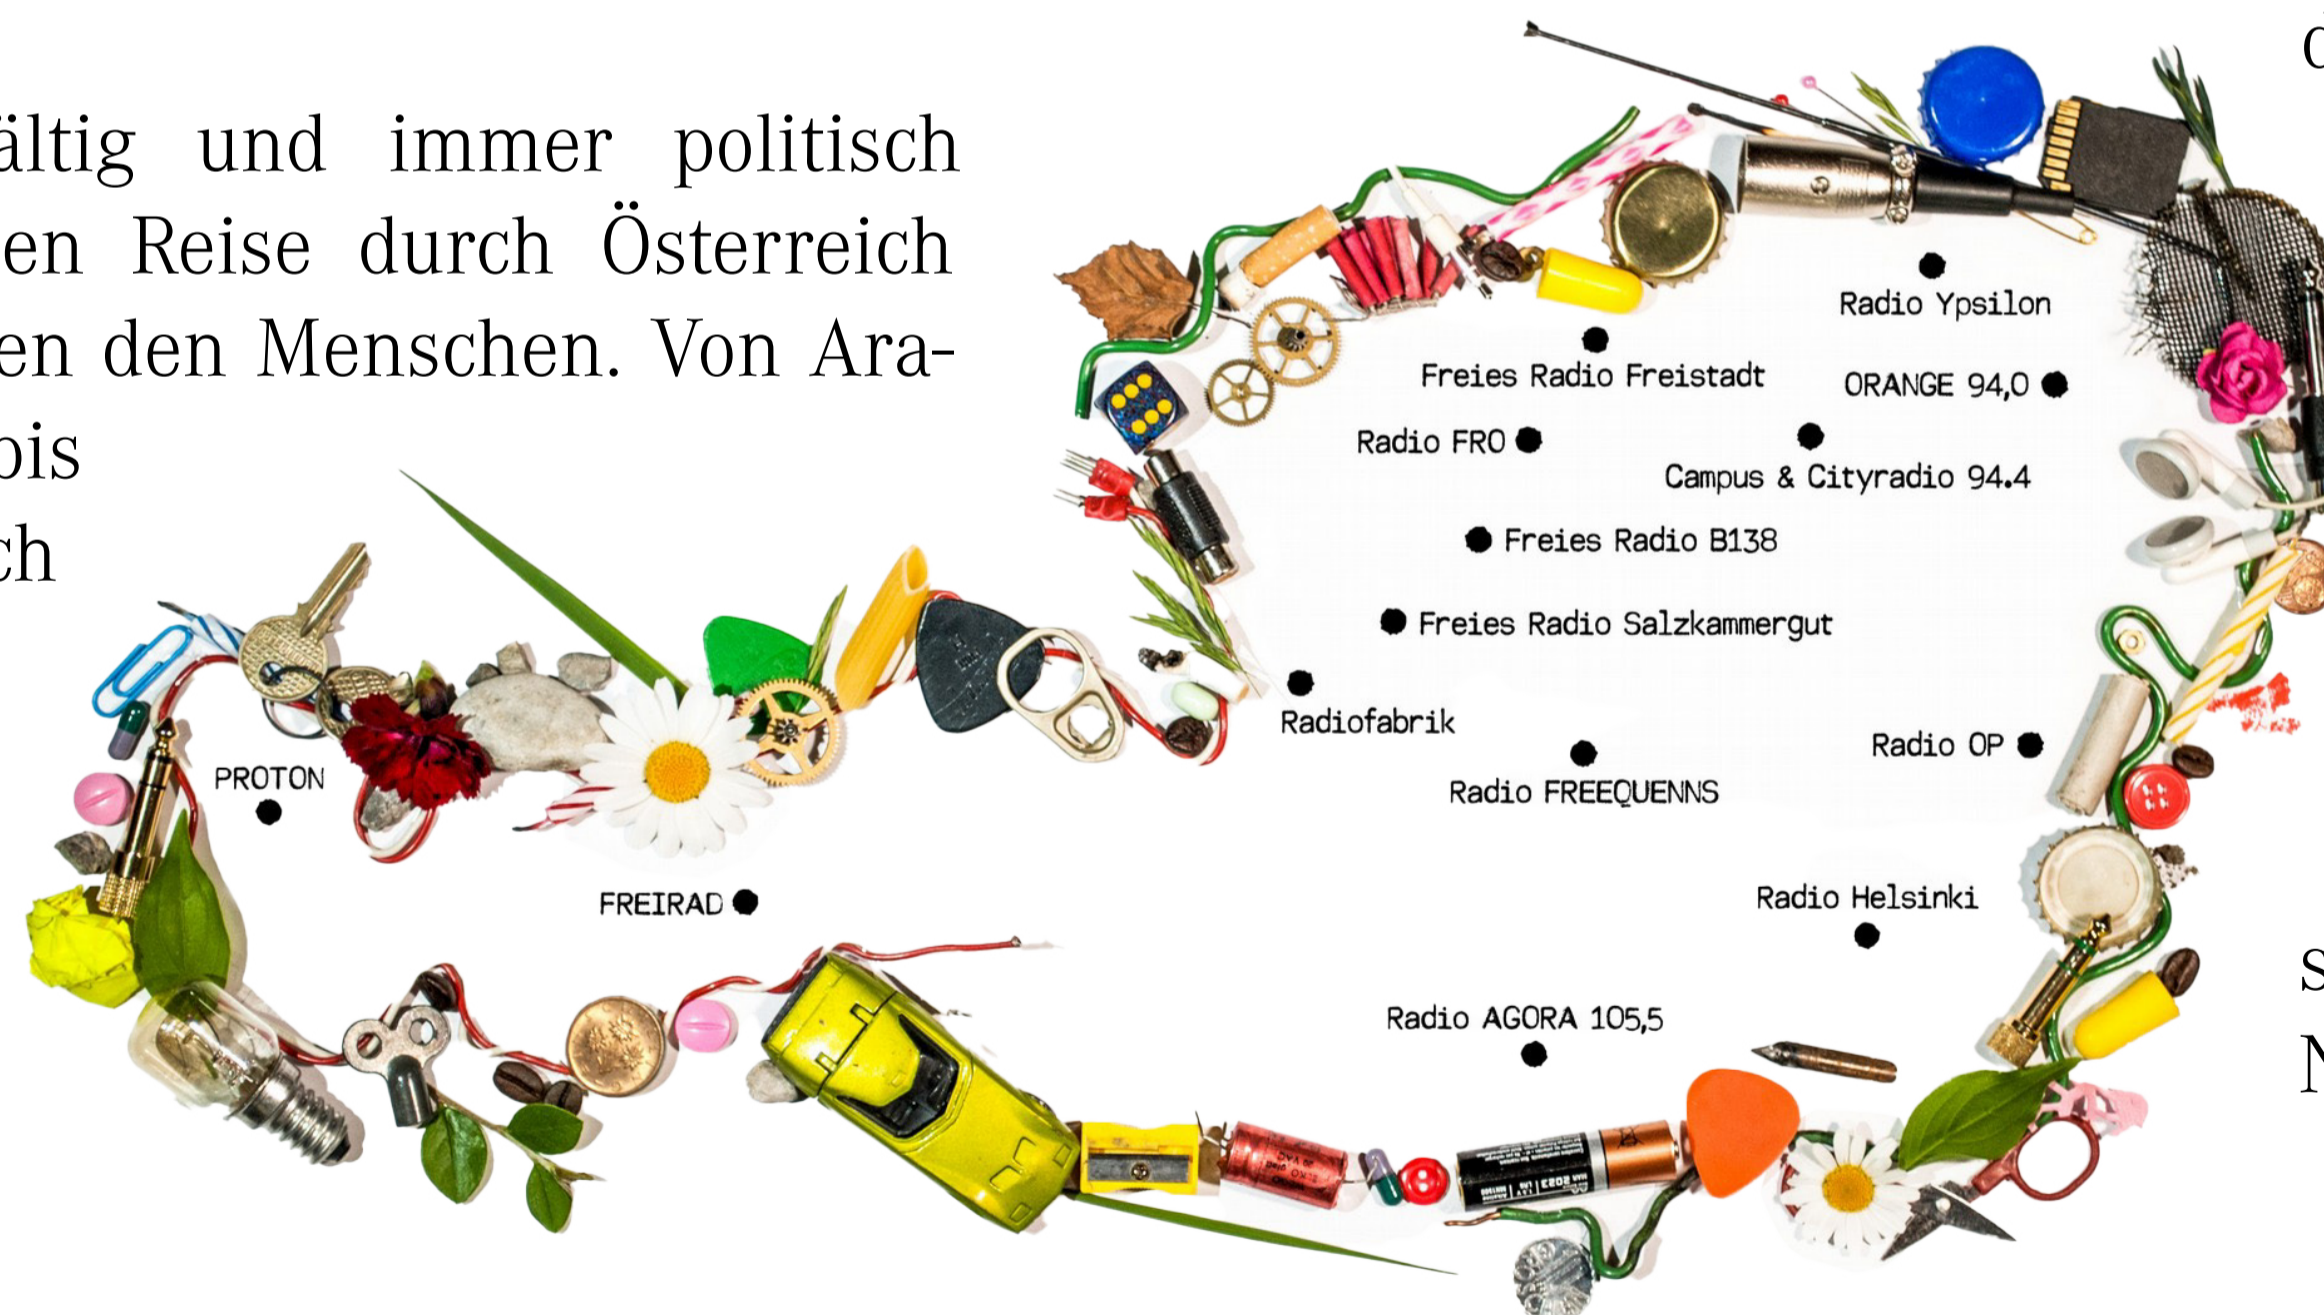 ältig und immer politisch
en Reise durch Österreich
en den Menschen. Von Ara-
bis
ch
Radio Ypsilon
Freies Radio Freistadt
ORANGE 94,0
Radio FRO
Campus & Cityradio 94.4
Freies Radio B138
Freies Radio Salzkammergut
Radiofabrik
Radio OP
PROTON
Radio FREEQUENNS
FREIRAD
Radio Helsinki
Radio AGORA 105,5
MAR 2023